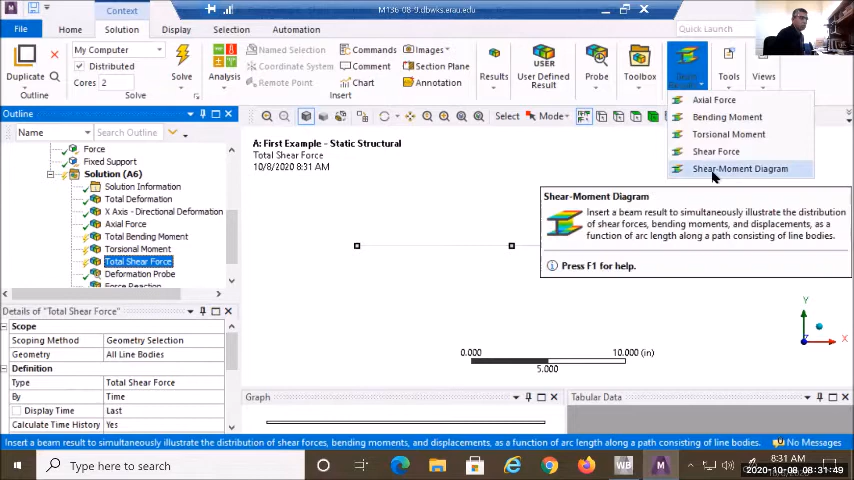 Context
M136-08-9.dbwks.erau.edu
File
Home
Solution
Display
Selection
Automation
Quick Launch
Duplicate
My Computer
Distributed
Cores 2
Solve
Analysis
Named Selection
Coordinate System
Remote Point
Commands
Comment
Chart
Images
Section Plane
Annotation
Results
User Defined
Result
USER
Probe
Toolbox
Tools
Views
Outline
Solve
Insert
Axial Force
Bending Moment
Torsional Moment
Shear Force
Shear-Moment Diagram
Outline
Name
Search Outline
Select
Mode
Force
Fixed Support
Solution (A6)
Solution Information
Total Deformation
X Axis - Directional Deformation
Axial Force
Total Bending Moment
Torsional Moment
Total Shear Force
Deformation Probe
Force Reaction
A: First Example - Static Structural
Total Shear Force
10/8/2020 8:31 AM
Shear-Moment Diagram
Insert a beam result to simultaneously illustrate the distribution
of shear forces, bending moments, and displacements, as a
function of arc length along a path consisting of line bodies.
Press F1 for help.
Details of "Total Shear Force"
Scope
Scoping Method
Geometry Selection
Geometry
All Line Bodies
Definition
Type
Total Shear Force
By
Time
Display Time
Last
Calculate Time History
Yes
0.000
10.000 (in)
5.000
Y
X
Graph
Tabular Data
Insert a beam result to simultaneously illustrate the distribution of shear forces, bending moments, and displacements, as a function of arc length along a path consisting of line bodies.
No Messages
Type here to search
WB
M
8:31 AM
2020-10-08 08:31:49